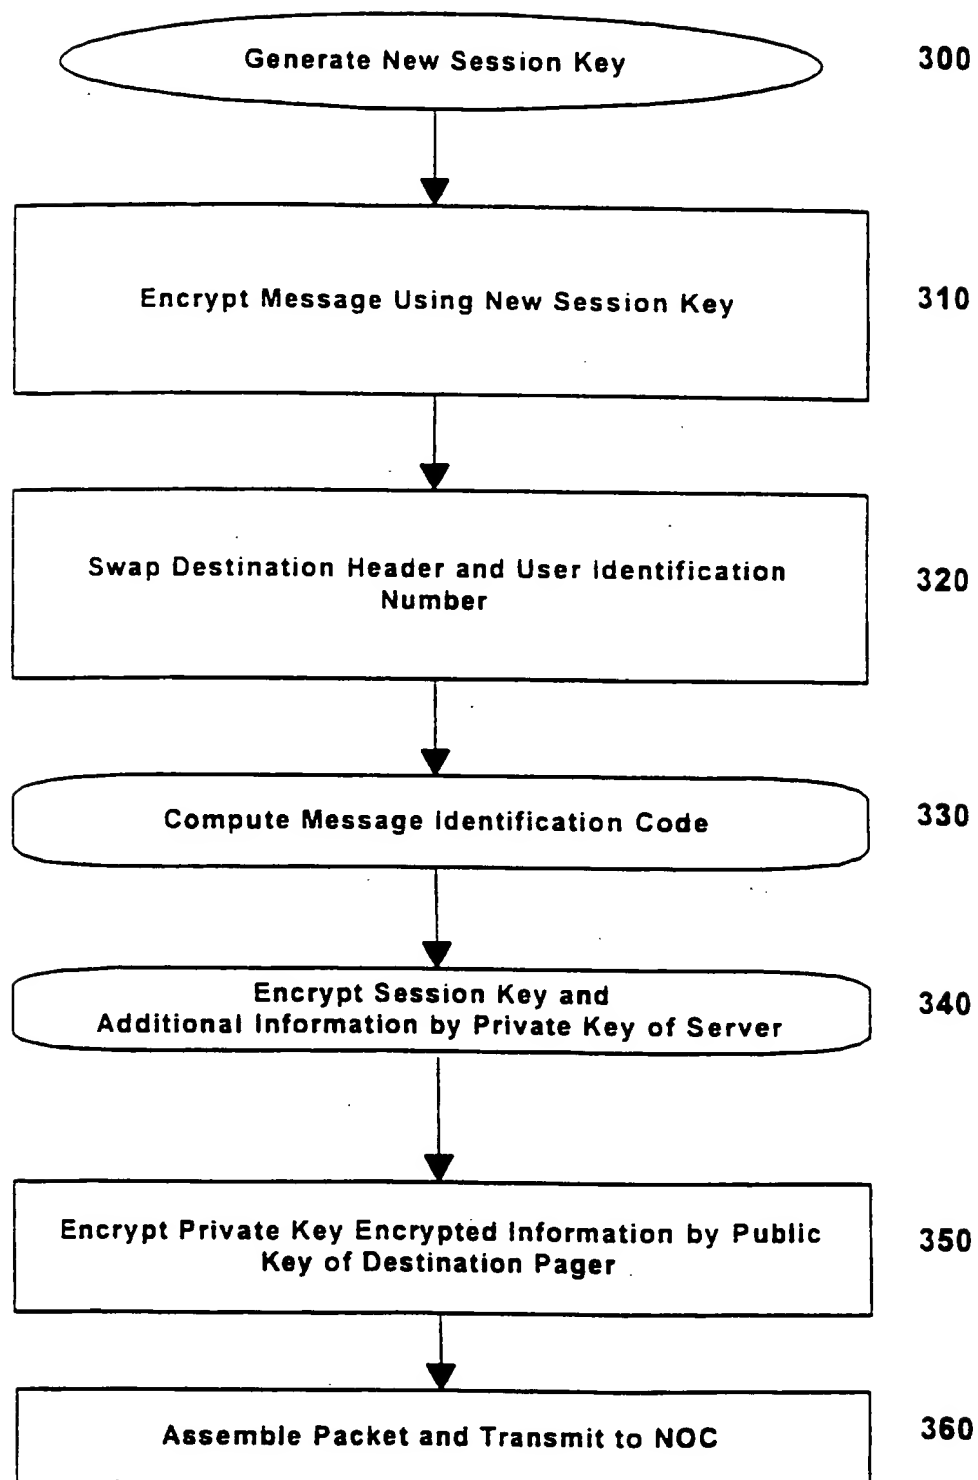 Generate New Session Key 300
Encrypt Message Using New Session Key 310
Swap Destination Header and User Identification
Number
320
Compute Message Identification Code 330
Encrypt Session Key and
Additional Information by Private Key of Server
340
Encrypt Private Key Encrypted Information by Public
Key of Destination Pager
350
Assemble Packet and Transmit to NOC 360